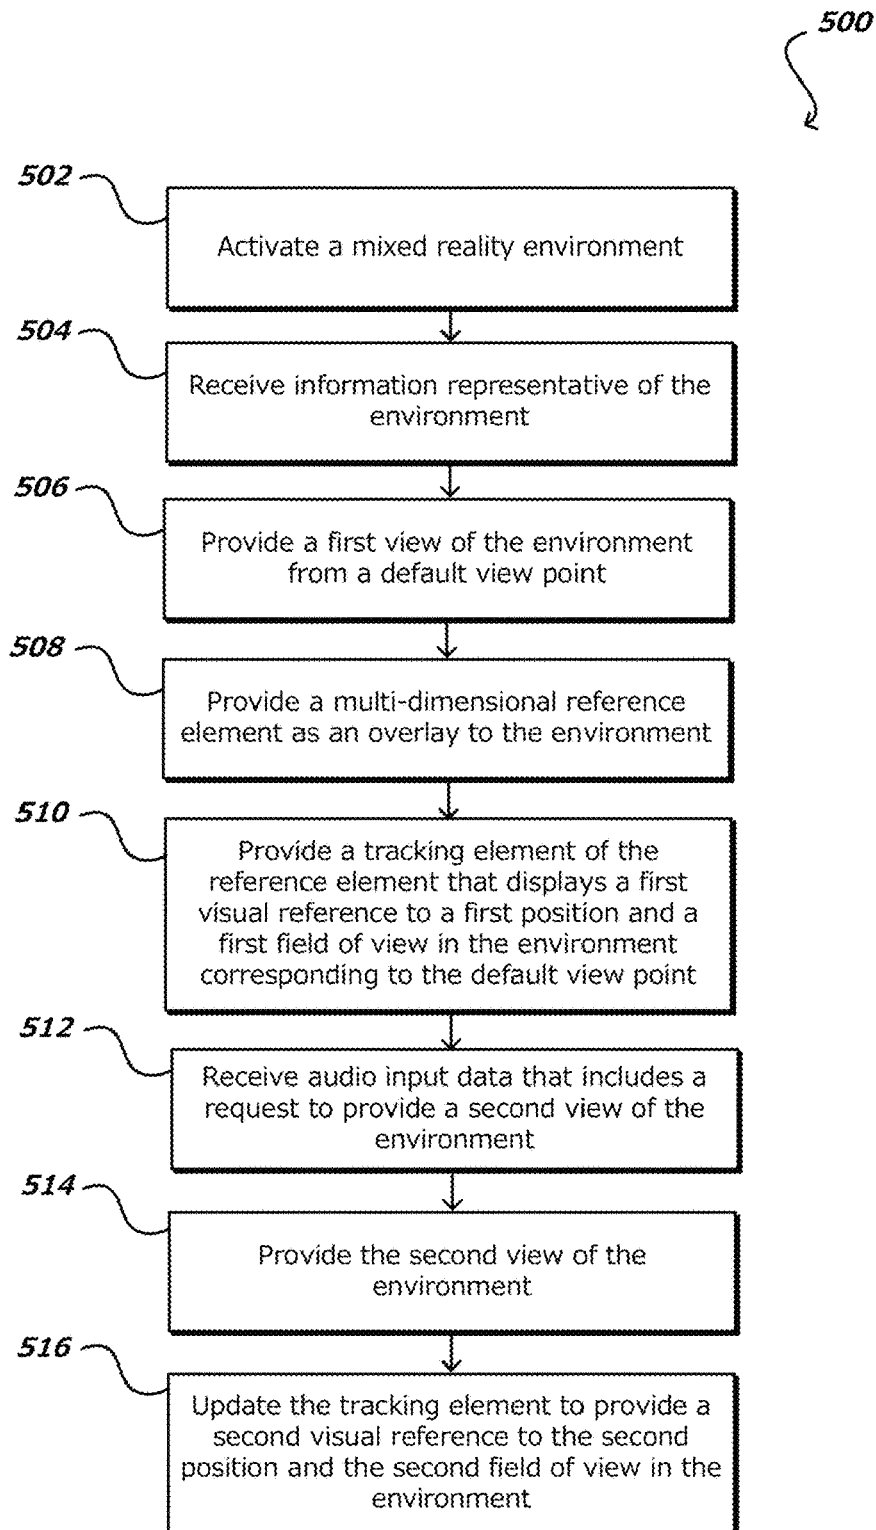 500
502
Activate a mixed reality environment
504
Receive information representative of the
environment
506
Provide a first view of the environment
from a default view point
508
Provide a multi-dimensional reference
element as an overlay to the environment
510
Provide a tracking element of the
reference element that displays a first
visual reference to a first position and a
first field of view in the environment
corresponding to the default view point
512
Receive audio input data that includes a
request to provide a second view of the
environment
514
Provide the second view of the
environment
516
Update the tracking element to provide a
second visual reference to the second
position and the second field of view in the
environment